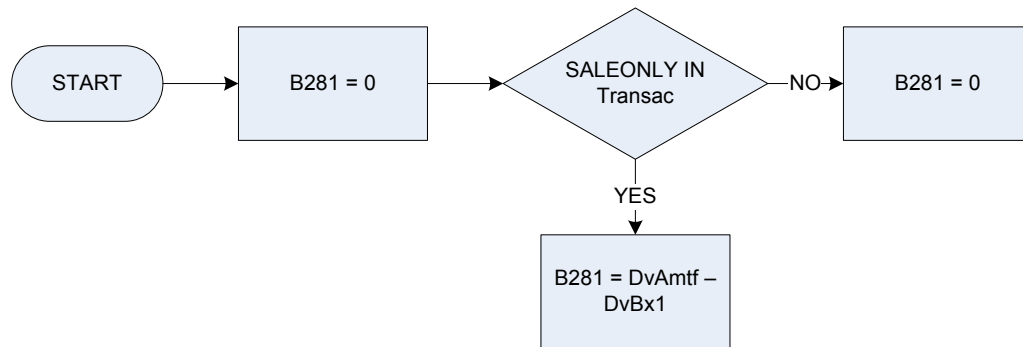 START
B281 = 0
SALEONLY IN
Transac
NO
B281 = 0
YES
B281 = DvAmtf –
DvBx1